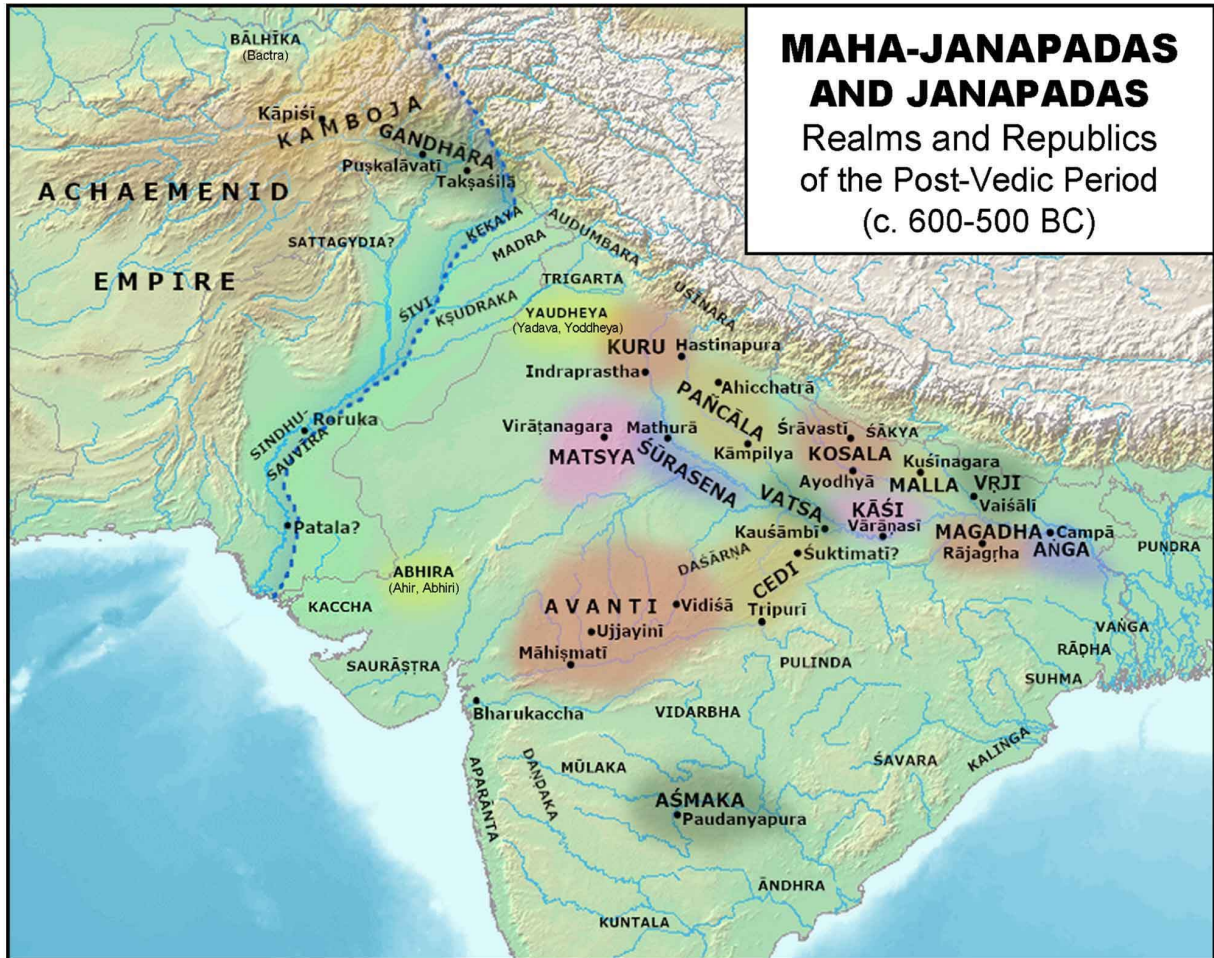 MAHA-JANAPADAS
AND JANAPADAS
Realms and Republics
of the Post-Vedic Period
(c. 600-500 BC)
BĀLHĪKA
(Bactra)
Kāpiśī
KAMBOJA
GANDHĀRA
Puṣkalāvatī
Takṣaśilā
ACHAEMENID
EMPIRE
SATTAGYDIA?
KEKAYA
MADRA
AUDUMBARA
TRIGARTA
UŚĪNARA
ŚIVI
KṢUDRAKA
YAUDHEYA
(Yadava, Yoddheya)
KURU
Hastinapura
Indraprastha
Ahicchatrā
PAÑCĀLA
Kāmpilya
Virāṭanagara
MATSYA
Mathurā
ŚŪRASENA
Śrāvastī
ŚĀKYA
KOSALA
Ayodhyā
Kuśīnagara
MALLA
VṚJI
Vaiśālī
VATSA
Kauśāmbī
KĀŚI
Vārāṇasī
MAGADHA
Rājagṛha
Campā
AṄGA
PUṆḌRA
SINDHU-
SAUVĪRA
Roruka
Patala?
ABHIRA
(Ahir, Abhiri)
KACCHA
SAURĀṢṬRA
DAŚĀRṆA
CEDI
Śuktimatī?
Tripurī
AVANTI
Vidiśā
Ujjayinī
Māhiṣmatī
Bharukaccha
PULINDA
VAṄGA
RĀḌHA
SUHMA
VIDARBHA
MŪLAKA
DAṆḌAKA
APARĀNTA
AŚMAKA
Paudanyapura
ŚAVARA
KALIṄGA
ĀNDHRA
KUNTALA